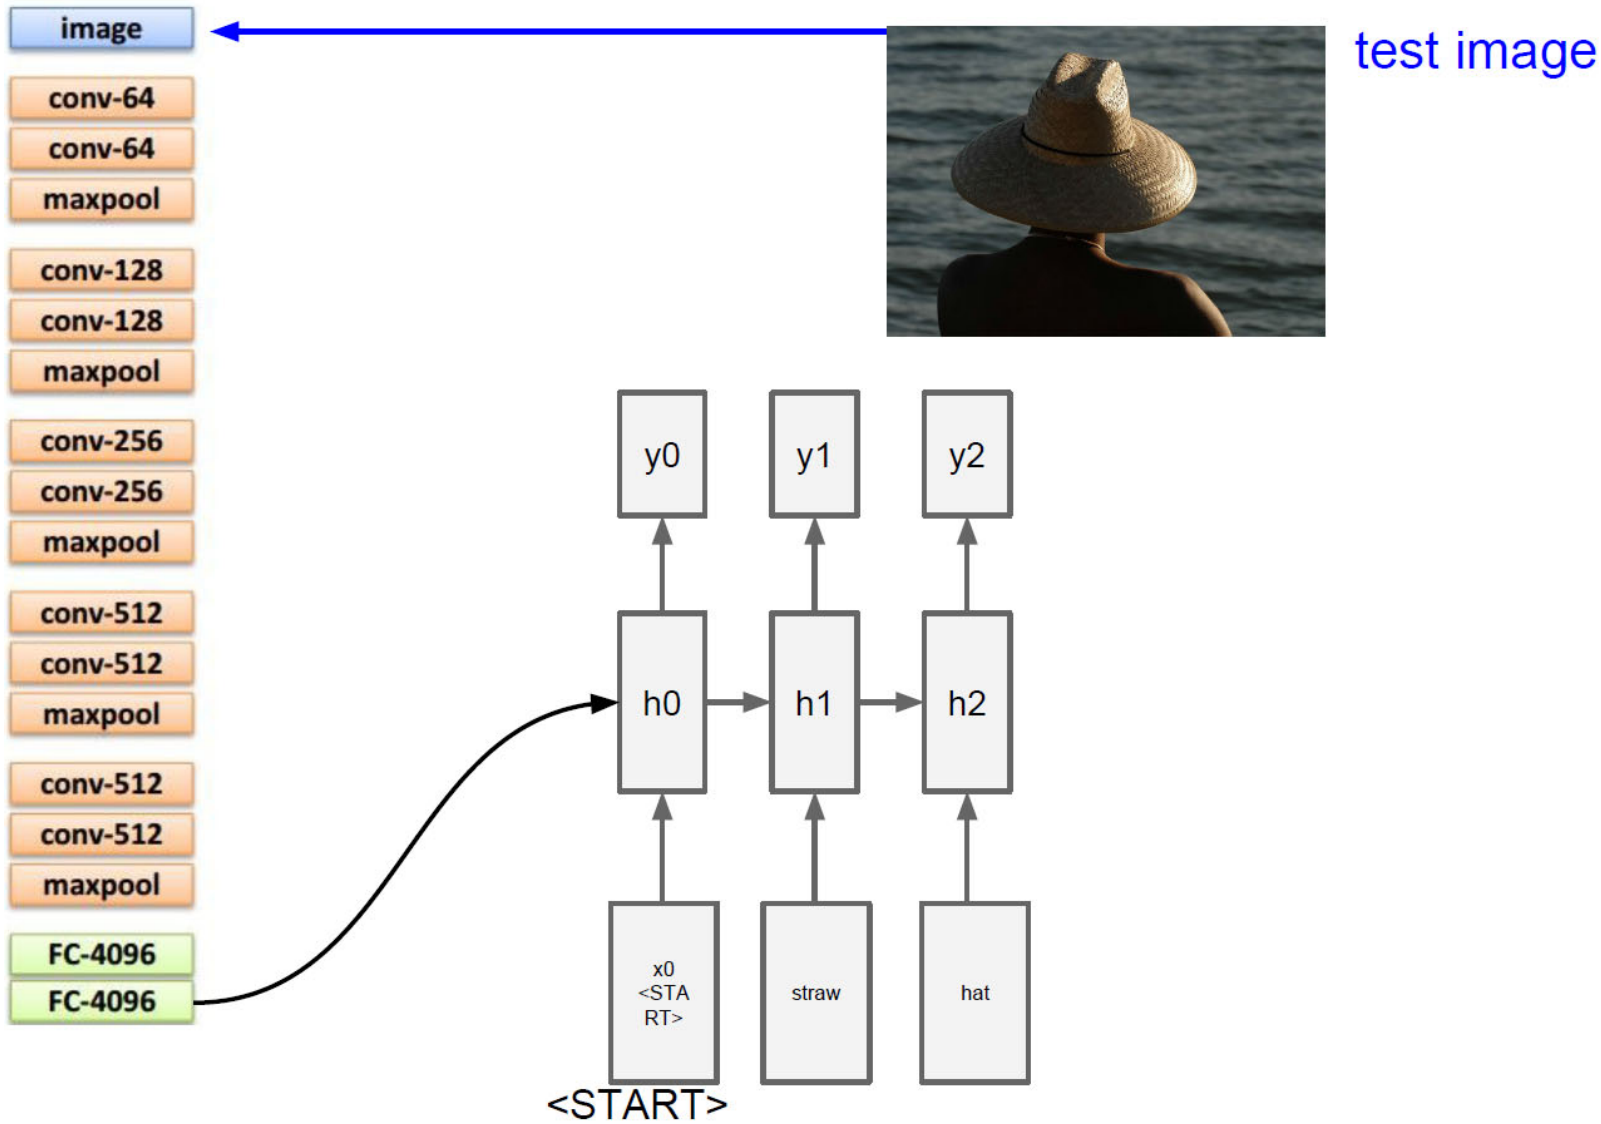 image
test image
conv-64
conv-64
maxpool
conv-128
conv-128
maxpool
conv-256
conv-256
maxpool
conv-512
conv-512
maxpool
conv-512
conv-512
maxpool
FC-4096
FC-4096
y0
y1
y2
h0
h1
h2
x0
<STA
RT>
straw
hat
<START>